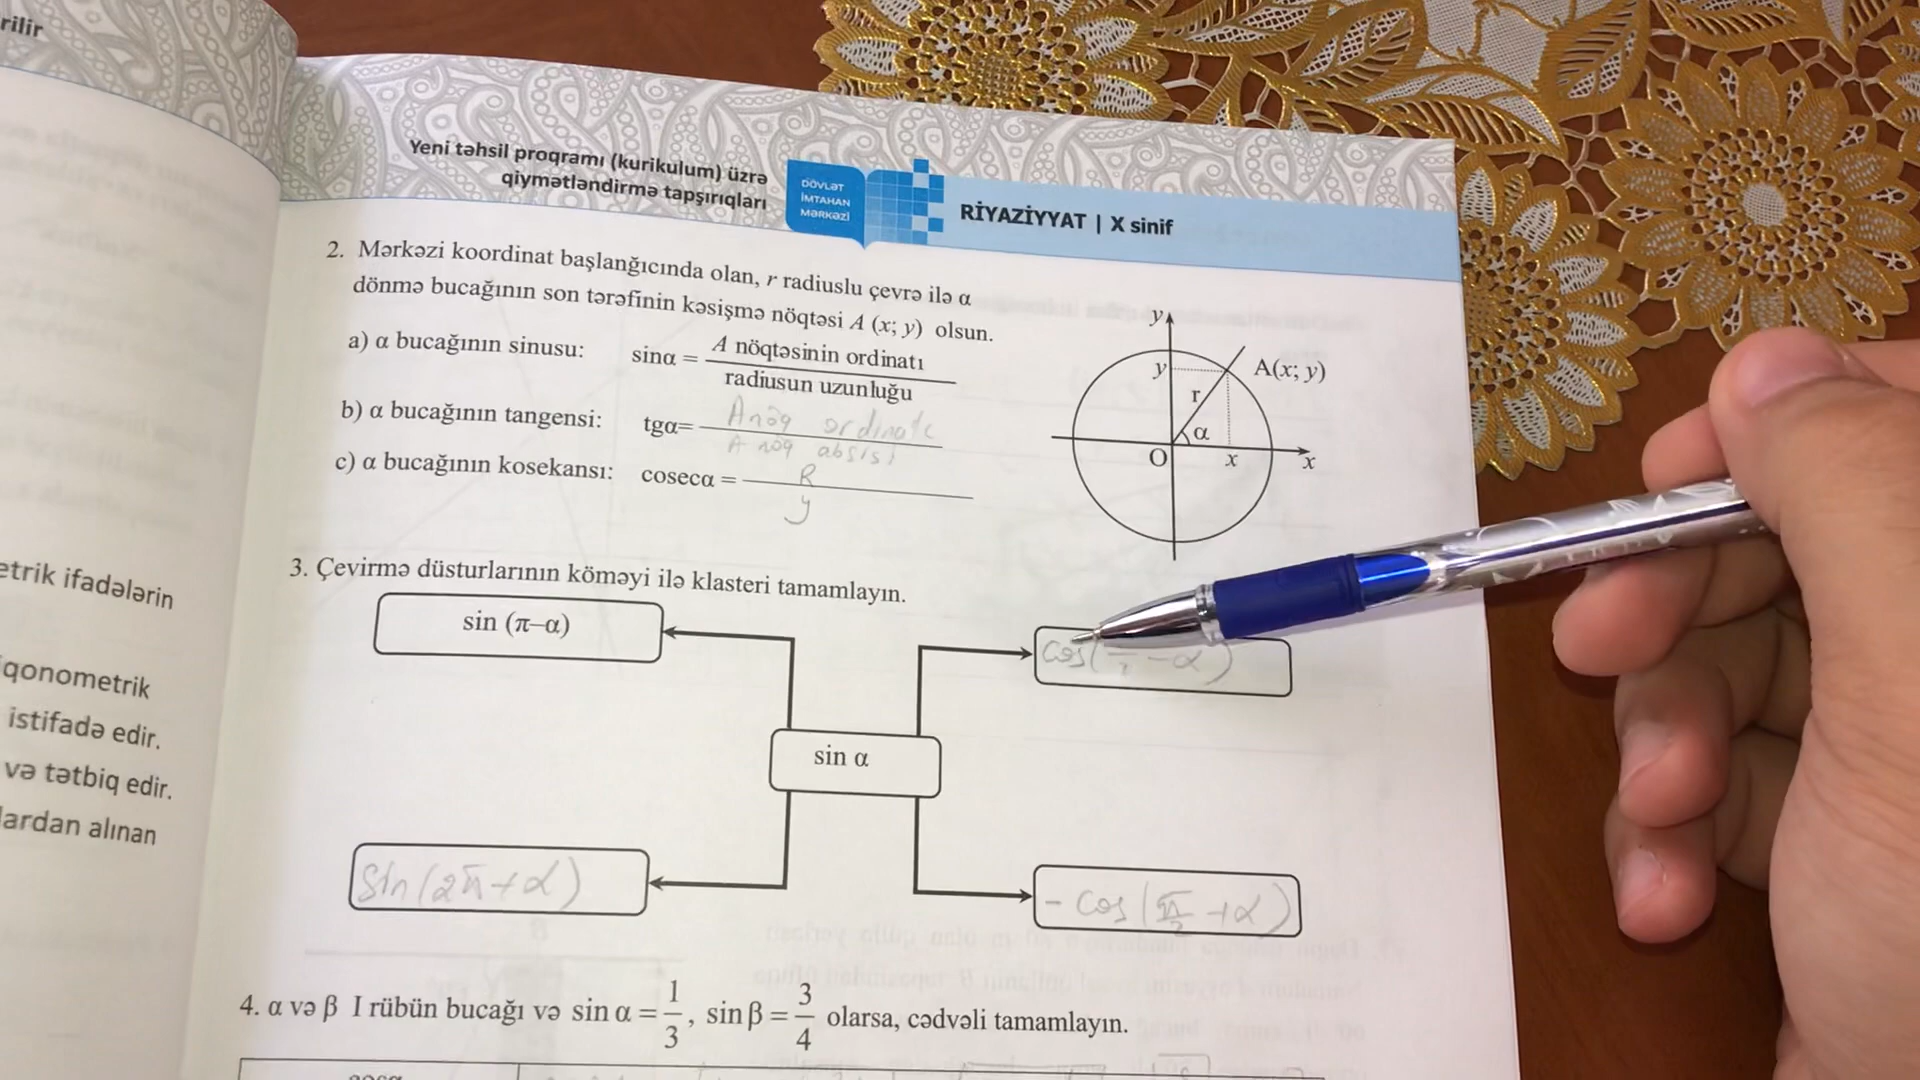 rilir
Yeni təhsil proqramı (kurikulum) üzrə
qiymətləndirmə tapşırıqları
DÖVLƏT
İMTAHAN
MƏRKƏZİ
RİYAZİYYAT | X sinif
2. Mərkəzi koordinat başlanğıcında olan, r radiuslu çevrə ilə α
dönmə bucağının son tərəfinin kəsişmə nöqtəsi A (x; y) olsun.
a) α bucağının sinusu: sinα = A nöqtəsinin ordinatı
radiusun uzunluğu
b) α bucağının tangensi: tgα= A nöq ordinatı
A nöq absisi
c) α bucağının kosekansı: cosecα = R
y
y
y
A(x; y)
r
α
O
x
x
3. Çevirmə düsturlarının köməyi ilə klasteri tamamlayın.
sin (π–α)
cos( – α)
sin α
Sin(2π+α)
- cos(π/2 +α)
4. α və β I rübün bucağı və sin α = 1/3, sin β = 3/4 olarsa, cədvəli tamamlayın.
etrik ifadələrin
qonometrik
istifadə edir.
və tətbiq edir.
lardan alınan